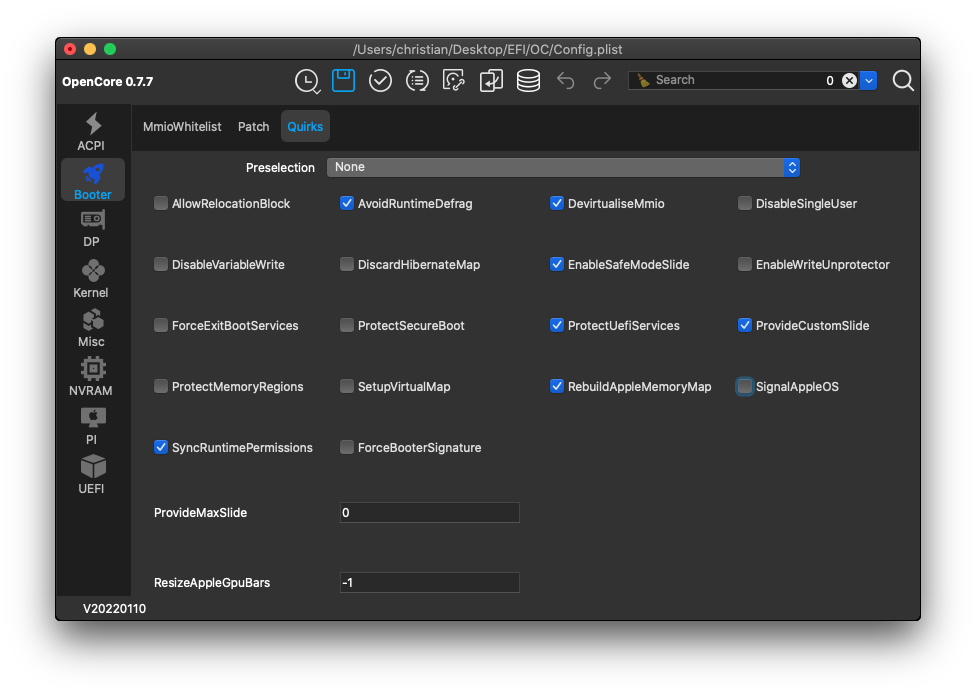 /Users/christian/Desktop/EFI/OC/Config.plist
OpenCore 0.7.7
Search 0
ACPI
Booter
DP
Kernel
Misc
NVRAM
PI
UEFI
MmioWhitelist Patch Quirks
Preselection None
AllowRelocationBlock AvoidRuntimeDefrag DevirtualiseMmio DisableSingleUser
DisableVariableWrite DiscardHibernateMap EnableSafeModeSlide EnableWriteUnprotector
ForceExitBootServices ProtectSecureBoot ProtectUefiServices ProvideCustomSlide
ProtectMemoryRegions SetupVirtualMap RebuildAppleMemoryMap SignalAppleOS
SyncRuntimePermissions ForceBooterSignature
ProvideMaxSlide 0
ResizeAppleGpuBars -1
V20220110